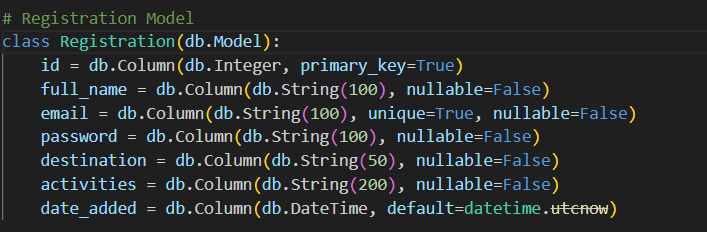 # Registration Model
class Registration(db.Model):
    id = db.Column(db.Integer, primary_key=True)
    full_name = db.Column(db.String(100), nullable=False)
    email = db.Column(db.String(100), unique=True, nullable=False)
    password = db.Column(db.String(100), nullable=False)
    destination = db.Column(db.String(50), nullable=False)
    activities = db.Column(db.String(200), nullable=False)
    date_added = db.Column(db.DateTime, default=datetime.utcnow)